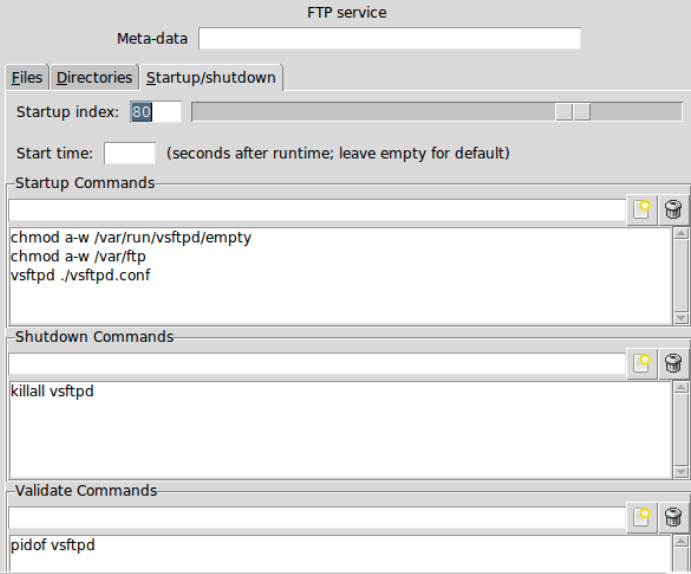 FTP service
Meta-data
Files Directories Startup/shutdown
Startup index: 80
Start time: (seconds after runtime; leave empty for default)
Startup Commands
chmod a-w /var/run/vsftpd/empty
chmod a-w /var/ftp
vsftpd ./vsftpd.conf
Shutdown Commands
killall vsftpd
Validate Commands
pidof vsftpd